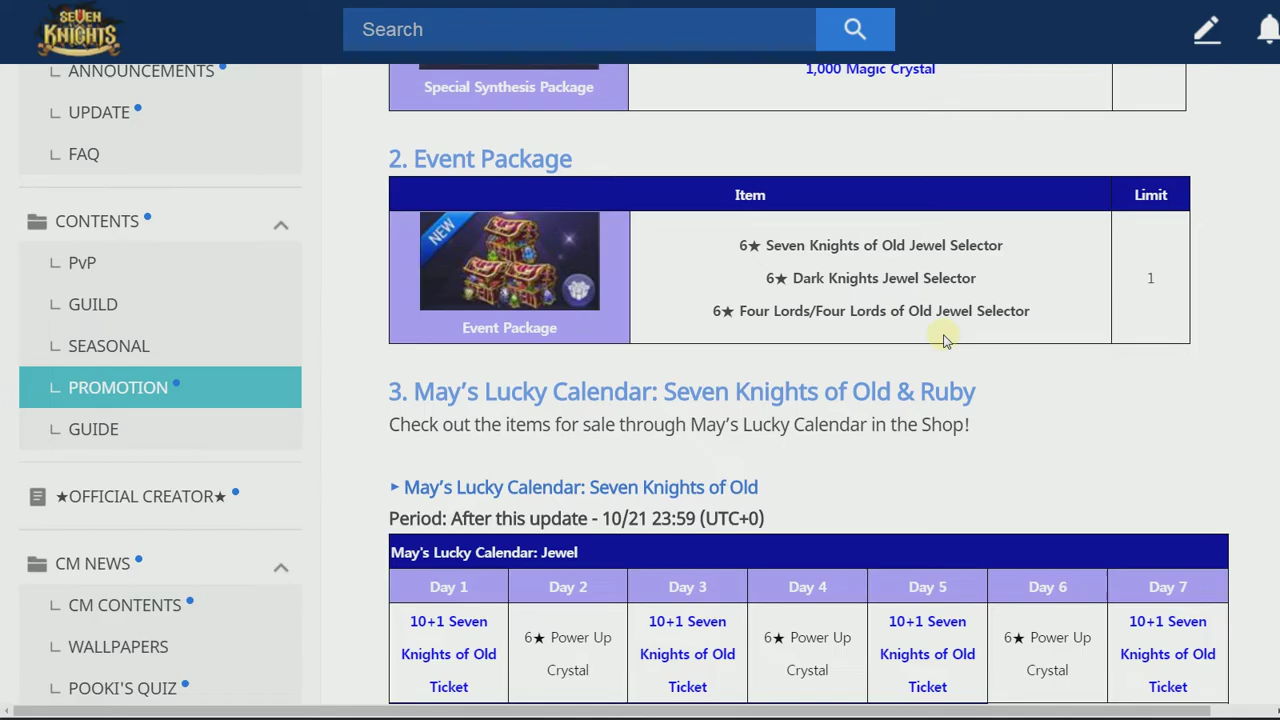 SEVEN
KNIGHTS
Search
ANNOUNCEMENTS
UPDATE
FAQ
CONTENTS
PvP
GUILD
SEASONAL
PROMOTION
GUIDE
★OFFICIAL CREATOR★
CM NEWS
CM CONTENTS
WALLPAPERS
POOKI'S QUIZ
Special Synthesis Package
1,000 Magic Crystal
2. Event Package
Item
Limit
NEW
Event Package
6★ Seven Knights of Old Jewel Selector
6★ Dark Knights Jewel Selector
6★ Four Lords/Four Lords of Old Jewel Selector
1
3. May’s Lucky Calendar: Seven Knights of Old & Ruby
Check out the items for sale through May’s Lucky Calendar in the Shop!
▸ May’s Lucky Calendar: Seven Knights of Old
Period: After this update - 10/21 23:59 (UTC+0)
May's Lucky Calendar: Jewel
Day 1 Day 2 Day 3 Day 4 Day 5 Day 6 Day 7
10+1 Seven
Knights of Old
Ticket
6★ Power Up
Crystal
10+1 Seven
Knights of Old
Ticket
6★ Power Up
Crystal
10+1 Seven
Knights of Old
Ticket
6★ Power Up
Crystal
10+1 Seven
Knights of Old
Ticket